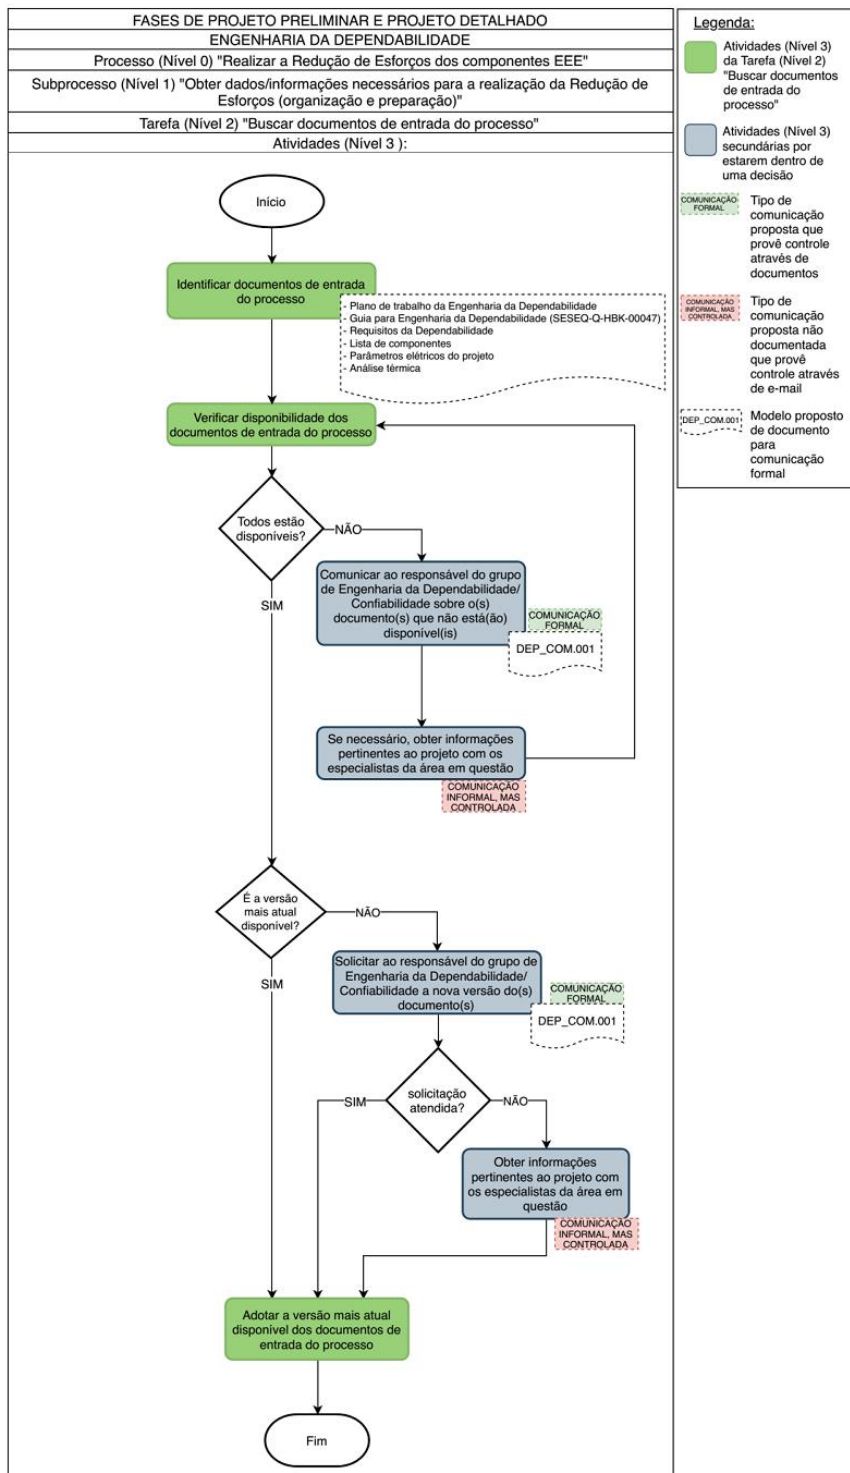 FASES DE PROJETO PRELIMINAR E PROJETO DETALHADO
ENGENHARIA DA DEPENDABILIDADE
Processo (Nível 0) "Realizar a Redução de Esforços dos componentes EEE"
Subprocesso (Nível 1) "Obter dados/informações necessários para a realização da Redução de
Esforços (organização e preparação)"
Tarefa (Nível 2) "Buscar documentos de entrada do processo"
Atividades (Nível 3 ):
Início
Identificar documentos de entrada
do processo
- Plano de trabalho da Engenharia da Dependabilidade
- Guia para Engenharia da Dependabilidade (SESEQ-Q-HBK-00047)
- Requisitos da Dependabilidade
- Lista de componentes
- Parâmetros elétricos do projeto
- Análise térmica
Verificar disponibilidade dos
documentos de entrada do processo
Todos estão
disponíveis?
NÃO
SIM
Comunicar ao responsável do grupo
de Engenharia da Dependabilidade/
Confiabilidade sobre o(s)
documento(s) que não está(ão)
disponível(is)
COMUNICAÇÃO
FORMAL
DEP_COM.001
Se necessário, obter informações
pertinentes ao projeto com os
especialistas da área em questão
COMUNICAÇÃO
INFORMAL, MAS
CONTROLADA
É a versão
mais atual
disponível?
NÃO
SIM
Solicitar ao responsável do grupo de
Engenharia da Dependabilidade/
Confiabilidade a nova versão do(s)
documento(s)
COMUNICAÇÃO
FORMAL
DEP_COM.001
solicitação
atendida?
SIM
NÃO
Obter informações
pertinentes ao projeto com
os especialistas da área em
questão
COMUNICAÇÃO
INFORMAL, MAS
CONTROLADA
Adotar a versão mais atual
disponível dos documentos de
entrada do processo
Fim
Legenda:
Atividades (Nível 3)
da Tarefa (Nível 2)
"Buscar documentos
de entrada do
processo"
Atividades (Nível 3)
secundárias por
estarem dentro de
uma decisão
COMUNICAÇÃO
FORMAL
Tipo de
comunicação
proposta que
provê controle
através de
documentos
COMUNICAÇÃO
INFORMAL, MAS
CONTROLADA
Tipo de
comunicação
proposta não
documentada
que provê
controle através
de e-mail
DEP_COM.001
Modelo proposto
de documento
para
comunicação
formal